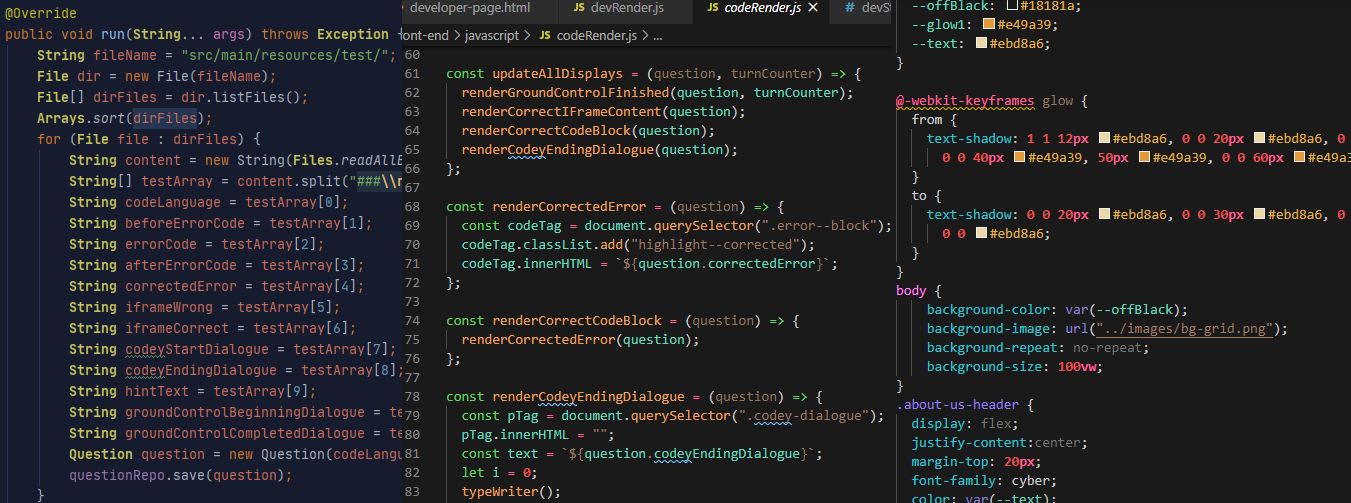 @Override
public void run(String... args) throws Exception {
String fileName = "src/main/resources/test/";
File dir = new File(fileName);
File[] dirFiles = dir.listFiles();
Arrays.sort(dirFiles);
for (File file : dirFiles) {
String content = new String(Files.readAllB
String[] testArray = content.split("###\\r
String codeLanguage = testArray[0];
String beforeErrorCode = testArray[1];
String errorCode = testArray[2];
String afterErrorCode = testArray[3];
String correctedError = testArray[4];
String iframeWrong = testArray[5];
String iframeCorrect = testArray[6];
String codeyStartDialogue = testArray[7];
String codeyEndingDialogue = testArray[8];
String hintText = testArray[9];
String groundControlBeginningDialogue = te
String groundControlCompletedDialogue = te
Question question = new Question(codeLangu
questionRepo.save(question);
}
developer-page.html JS devRender.js JS codeRender.js × # devSt
ont-end > javascript > JS codeRender.js > ...
60
61 const updateAllDisplays = (question, turnCounter) => {
62 renderGroundControlFinished(question, turnCounter);
63 renderCorrectIFrameContent(question);
64 renderCorrectCodeBlock(question);
65 renderCodeyEndingDialogue(question);
66 };
67
68 const renderCorrectedError = (question) => {
69 const codeTag = document.querySelector(".error--block");
70 codeTag.classList.add("highlight--corrected");
71 codeTag.innerHTML = `${question.correctedError}`;
72 };
73
74 const renderCorrectCodeBlock = (question) => {
75 renderCorrectedError(question);
76 };
77
78 const renderCodeyEndingDialogue = (question) => {
79 const pTag = document.querySelector(".codey-dialogue");
80 pTag.innerHTML = "";
81 const text = `${question.codeyEndingDialogue}`;
82 let i = 0;
83 typeWriter();
--offBlack: #18181a;
--glow1: #e49a39;
--text: #ebd8a6;
}
@-webkit-keyframes glow {
from {
text-shadow: 1 1 12px #ebd8a6, 0 0 20px #ebd8a6, 0
0 0 40px #e49a39, 50px #e49a39, 0 0 60px #e49a3
}
to {
text-shadow: 0 0 20px #ebd8a6, 0 0 30px #ebd8a6, 0
0 0 #ebd8a6;
}
}
body {
background-color: var(--offBlack);
background-image: url("../images/bg-grid.png");
background-repeat: no-repeat;
background-size: 100vw;
}
.about-us-header {
display: flex;
justify-content:center;
margin-top: 20px;
font-family: cyber;
color: var(--text);